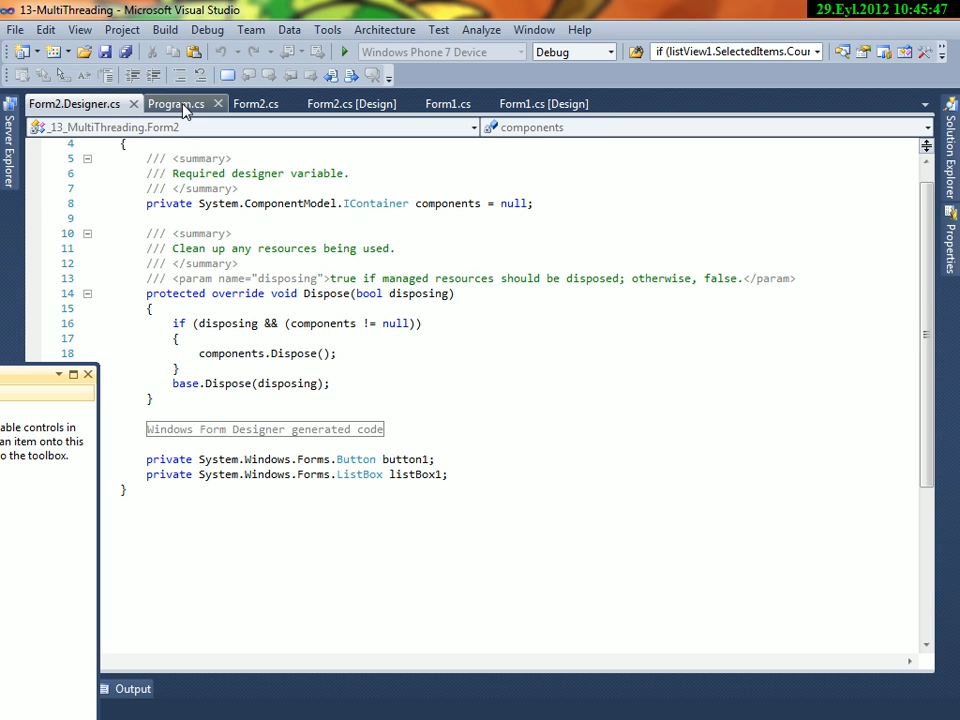 13-MultiThreading - Microsoft Visual Studio
29.Eyl.2012 10:45:47
File Edit View Project Build Debug Team Data Tools Architecture Test Analyze Window Help
Windows Phone 7 Device Debug if (listView1.SelectedItems.Cour
Form2.Designer.cs Program.cs Form2.cs Form2.cs [Design] Form1.cs Form1.cs [Design]
_13_MultiThreading.Form2 components
Server Explorer
Solution Explorer
Properties
4 {
5 /// <summary>
6 /// Required designer variable.
7 /// </summary>
8 private System.ComponentModel.IContainer components = null;
9
10 /// <summary>
11 /// Clean up any resources being used.
12 /// </summary>
13 /// <param name="disposing">true if managed resources should be disposed; otherwise, false.</param>
14 protected override void Dispose(bool disposing)
15 {
16 if (disposing && (components != null))
17 {
18 components.Dispose();
}
base.Dispose(disposing);
}
Windows Form Designer generated code
private System.Windows.Forms.Button button1;
private System.Windows.Forms.ListBox listBox1;
}
able controls in
an item onto this
o the toolbox.
Output